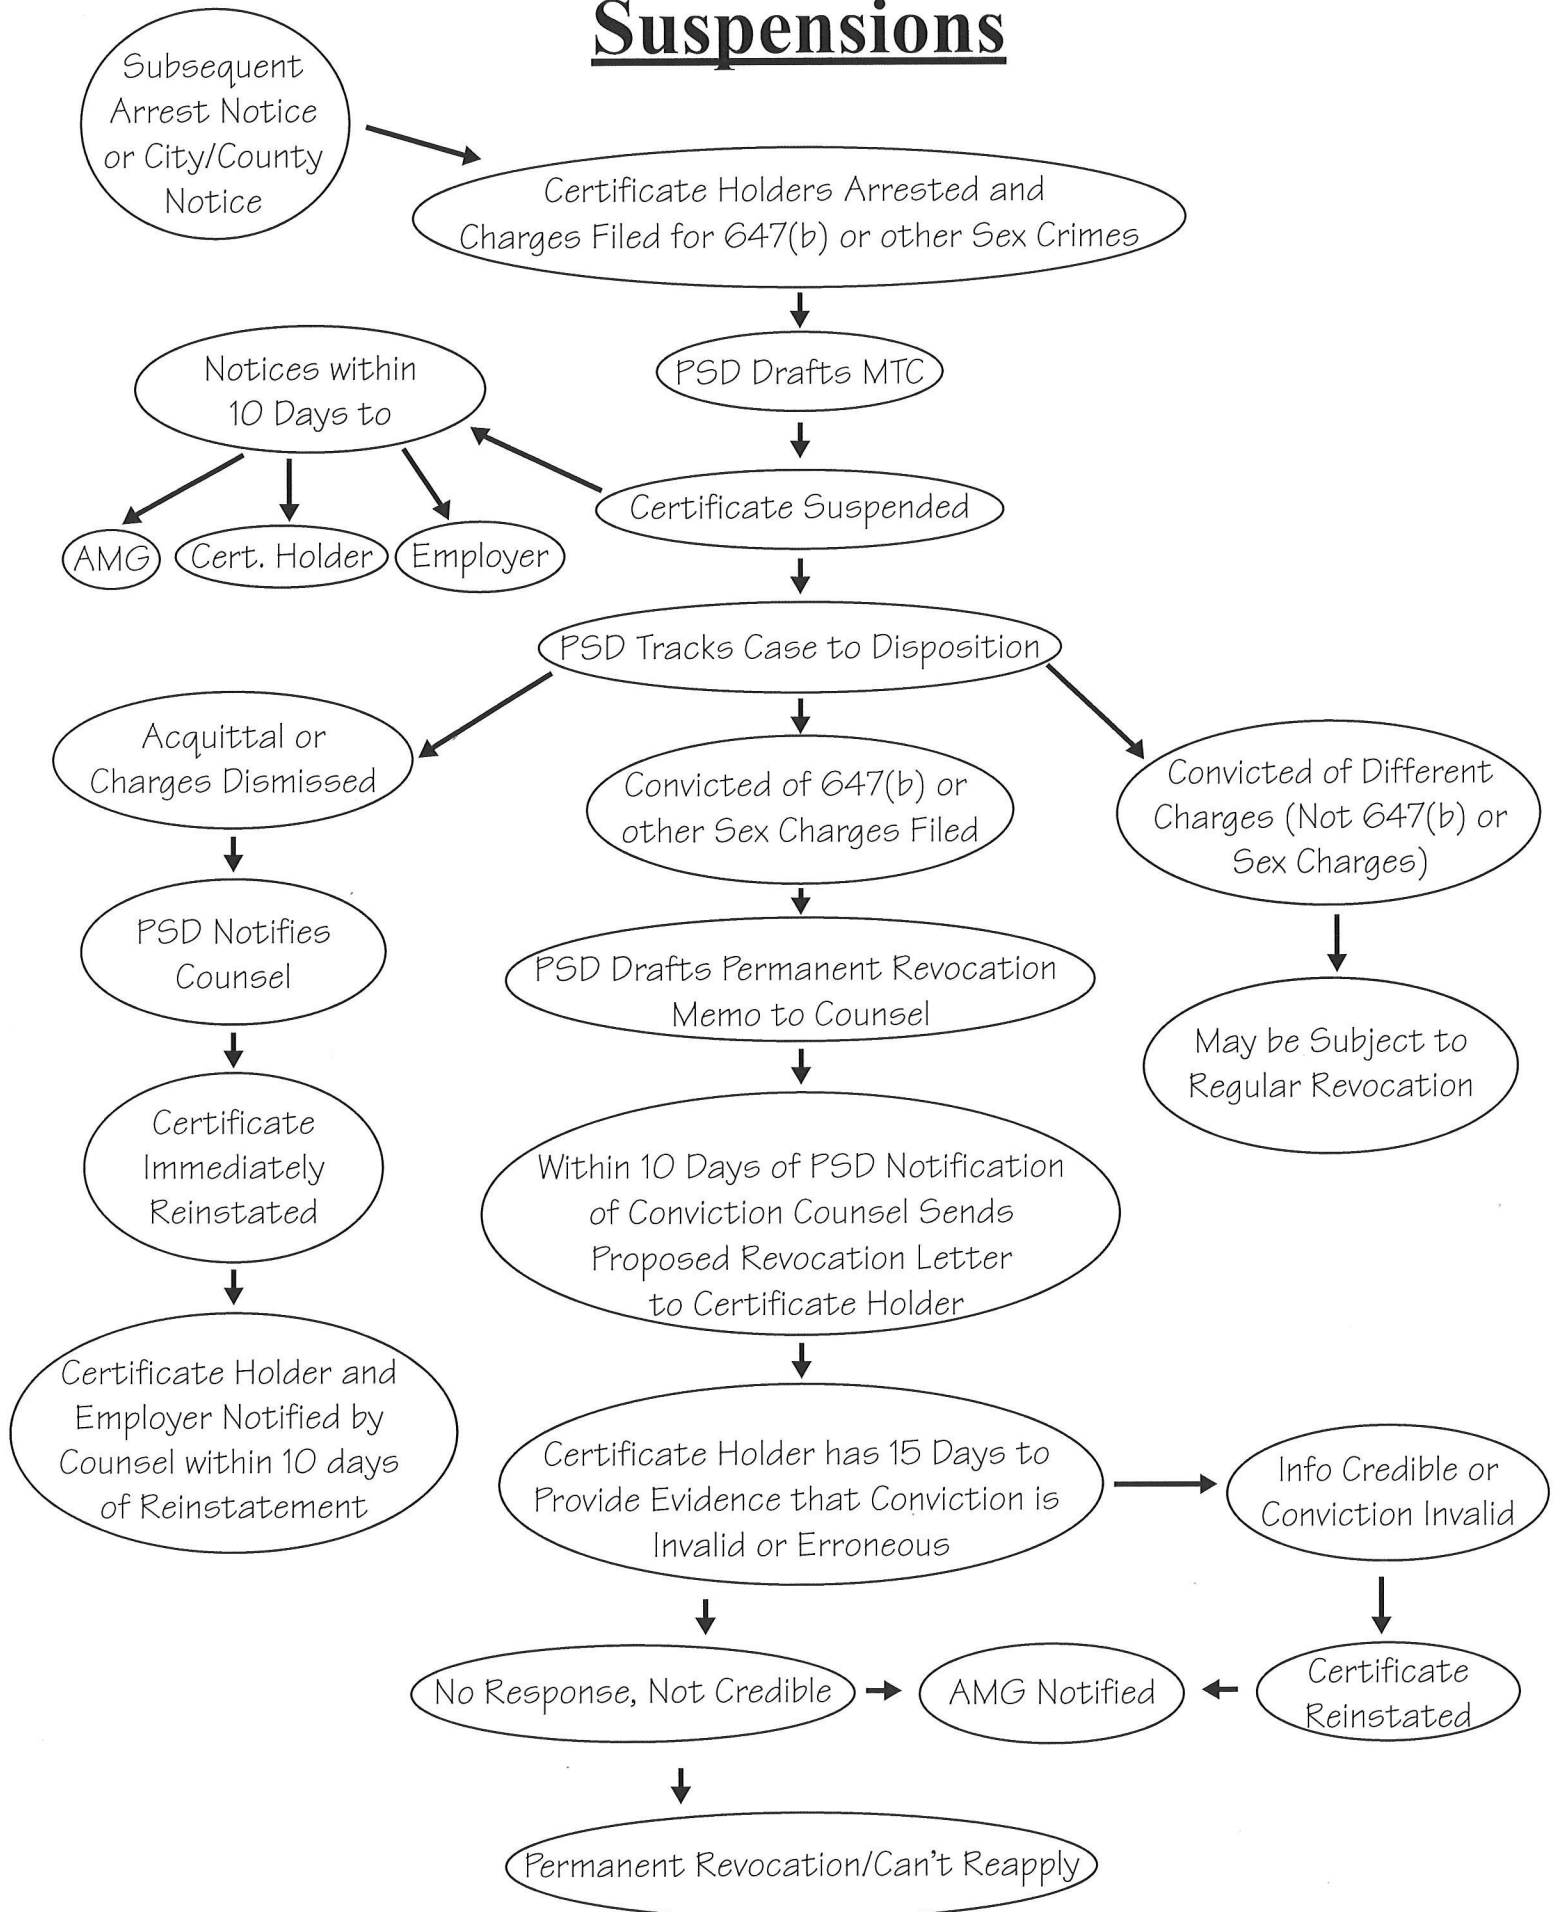 Suspensions
Subsequent
Arrest Notice
or City/County
Notice
Certificate Holders Arrested and
Charges Filed for 647(b) or other Sex Crimes
PSD Drafts MTC
Notices within
10 Days to
Certificate Suspended
AMG
Cert. Holder
Employer
PSD Tracks Case to Disposition
Acquittal or
Charges Dismissed
Convicted of 647(b) or
other Sex Charges Filed
Convicted of Different
Charges (Not 647(b) or
Sex Charges)
PSD Notifies
Counsel
PSD Drafts Permanent Revocation
Memo to Counsel
May be Subject to
Regular Revocation
Certificate
Immediately
Reinstated
Within 10 Days of PSD Notification
of Conviction Counsel Sends
Proposed Revocation Letter
to Certificate Holder
Certificate Holder and
Employer Notified by
Counsel within 10 days
of Reinstatement
Certificate Holder has 15 Days to
Provide Evidence that Conviction is
Invalid or Erroneous
Info Credible or
Conviction Invalid
No Response, Not Credible
AMG Notified
Certificate
Reinstated
Permanent Revocation/Can't Reapply